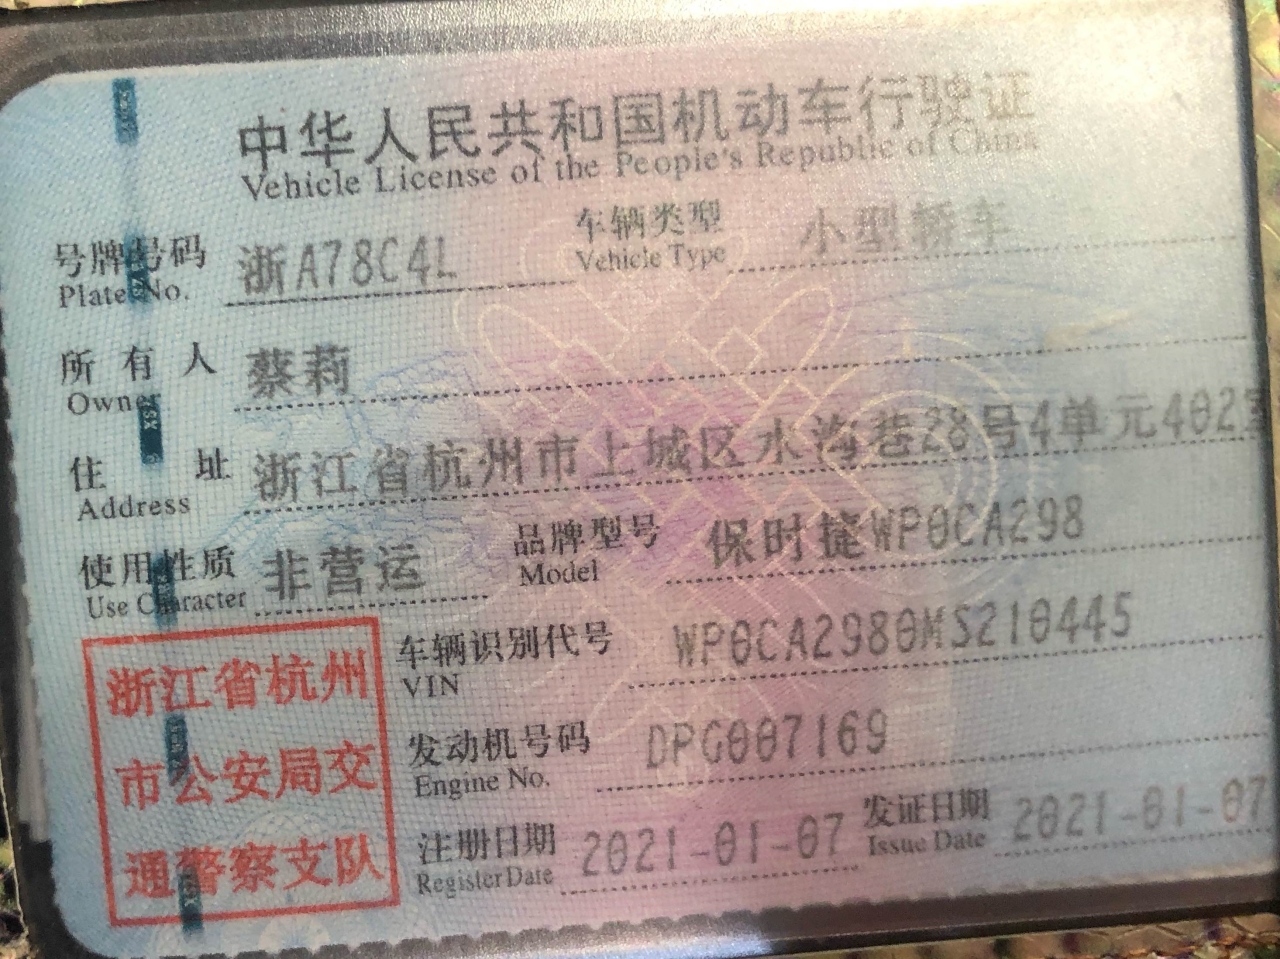 中华人民共和国机动车行驶证
Vehicle License of the People's Republic of China
号牌号码 浙A78C4L 车辆类型 小型轿车
Plate No. Vehicle Type
所有人 蔡莉
Owner
住址 浙江省杭州市上城区水海巷28号4单元402室
Address
使用性质 非营运 品牌型号 保时捷WP0CA298
Use Character Model
浙江省杭州
市公安局交
通警察支队
车辆识别代号 WP0CA2980MS210445
VIN
发动机号码 DPG007169
Engine No.
注册日期 2021-01-07 发证日期 2021-01-07
Register Date Issue Date